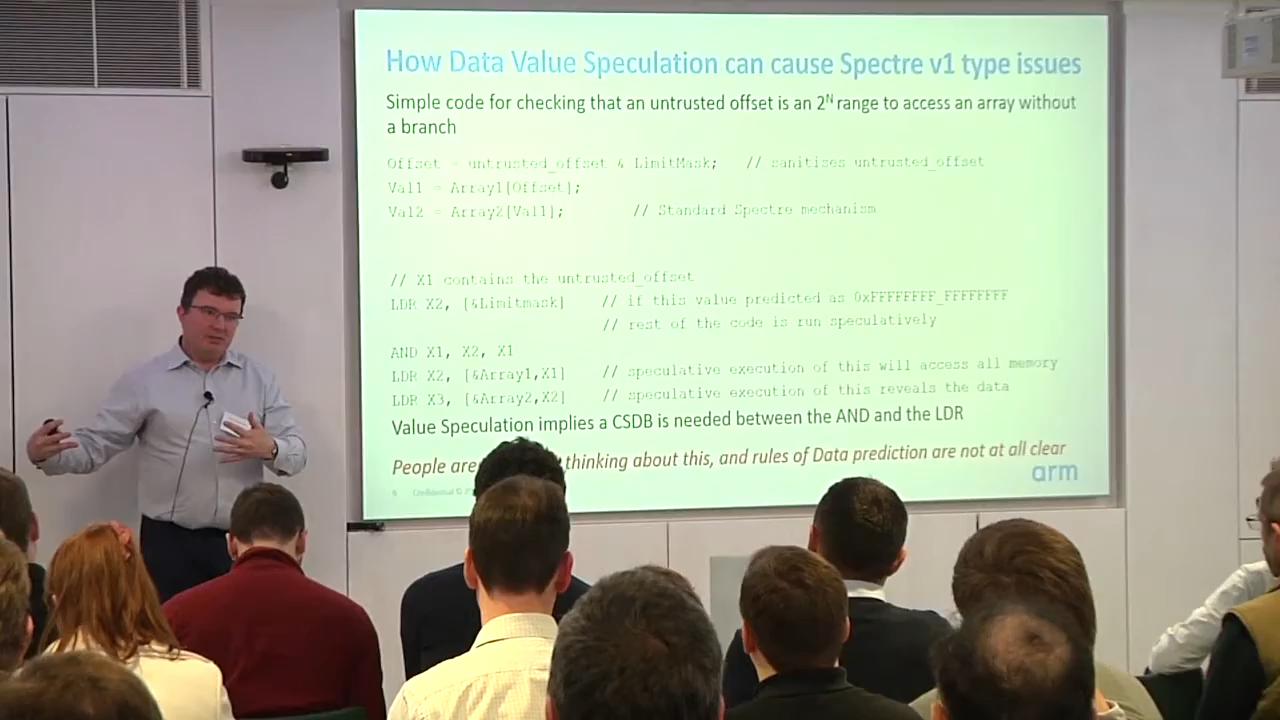 How Data Value Speculation can cause Spectre v1 type issues
Simple code for checking that an untrusted offset is an 2^N range to access an array without
a branch
Offset = untrusted_offset & LimitMask; // sanitises untrusted_offset
Val1 = Array1[Offset];
Val2 = Array2[Val1]; // Standard Spectre mechanism
// X1 contains the untrusted_offset
LDR X2, [&Limitmask] // if this value predicted as 0xFFFFFFFF_FFFFFFFF
// rest of the code is run speculatively
AND X1, X2, X1
LDR X2, [&Array1,X1] // speculative execution of this will access all memory
LDR X3, [&Array2,X2] // speculative execution of this reveals the data
Value Speculation implies a CSDB is needed between the AND and the LDR
People are thinking about this, and rules of Data prediction are not at all clear
Confidential ©
arm